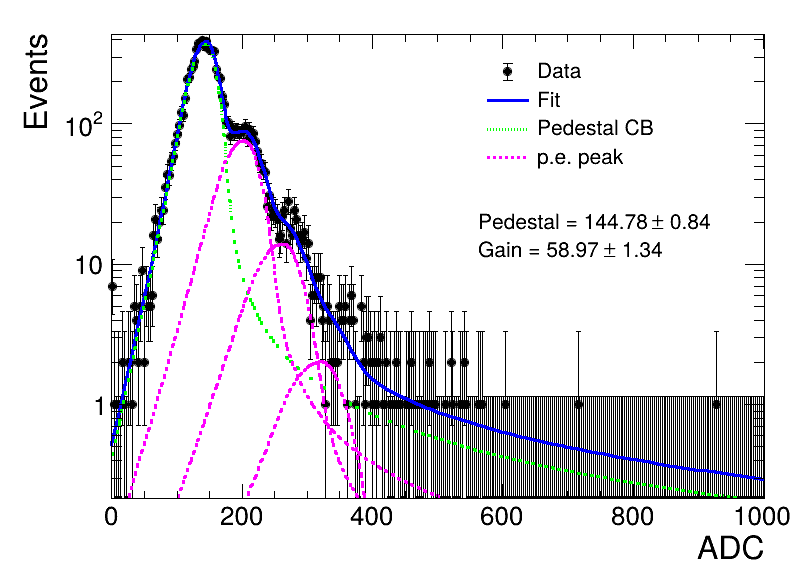 Events
Data
Fit
Pedestal CB
p.e. peak
Pedestal = 144.78 ± 0.84
Gain = 58.97 ± 1.34
10²
10
1
0 200 400 600 800 1000
ADC